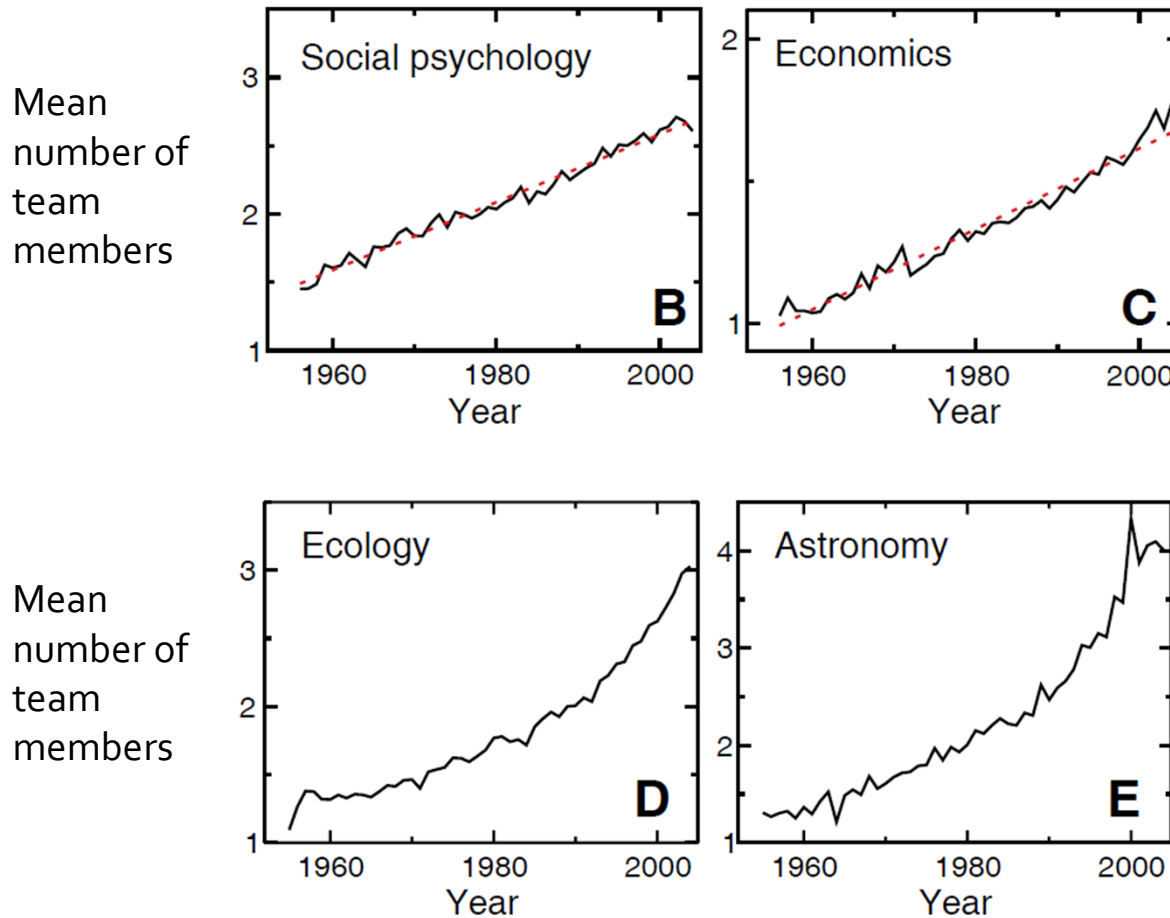 Mean
number of
team
members
Social psychology
3
2
1
B
1960 1980 2000
Year
Economics
2
1
C
1960 1980 2000
Year
Mean
number of
team
members
Ecology
3
2
1
D
1960 1980 2000
Year
Astronomy
4
3
2
1
E
1960 1980 2000
Year